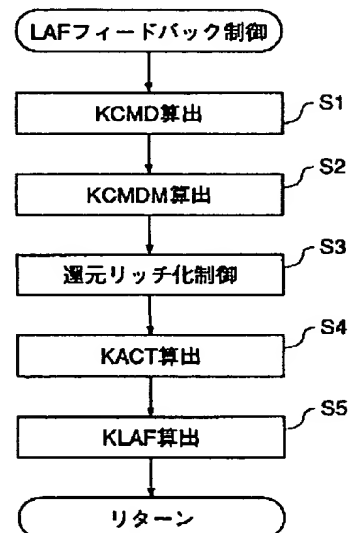 LAFフィードバック制御
KCMD算出
S1
KCMDM算出
S2
還元リッチ化制御
S3
KACT算出
S4
KLAF算出
S5
リターン